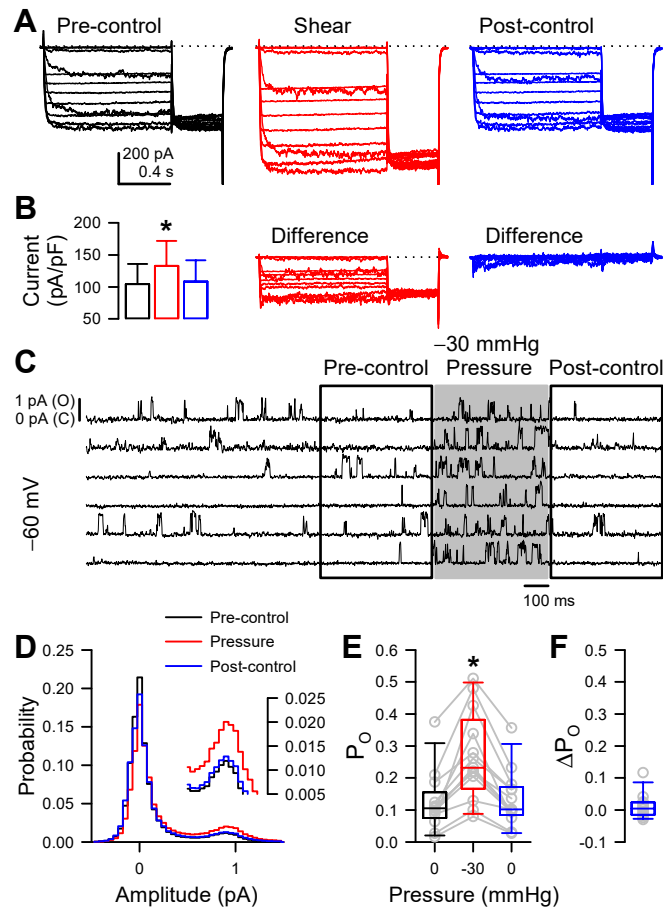 A
Pre-control Shear Post-control
200 pA
0.4 s
B
Current
(pA/pF)
200
150
100
50
*
Difference Difference
C
−30 mmHg
Pre-control Pressure Post-control
1 pA (O)
0 pA (C)
−60 mV
100 ms
D
Pre-control
Pressure
Post-control
Probability
0.25
0.20
0.15
0.10
0.05
0.00
0.025
0.020
0.015
0.010
0.005
0 1
Amplitude (pA)
E
PO
0.6
0.5
0.4
0.3
0.2
0.1
0.0
*
0 -30 0
Pressure (mmHg)
F
ΔPO
0.5
0.4
0.3
0.2
0.1
0.0
-0.1